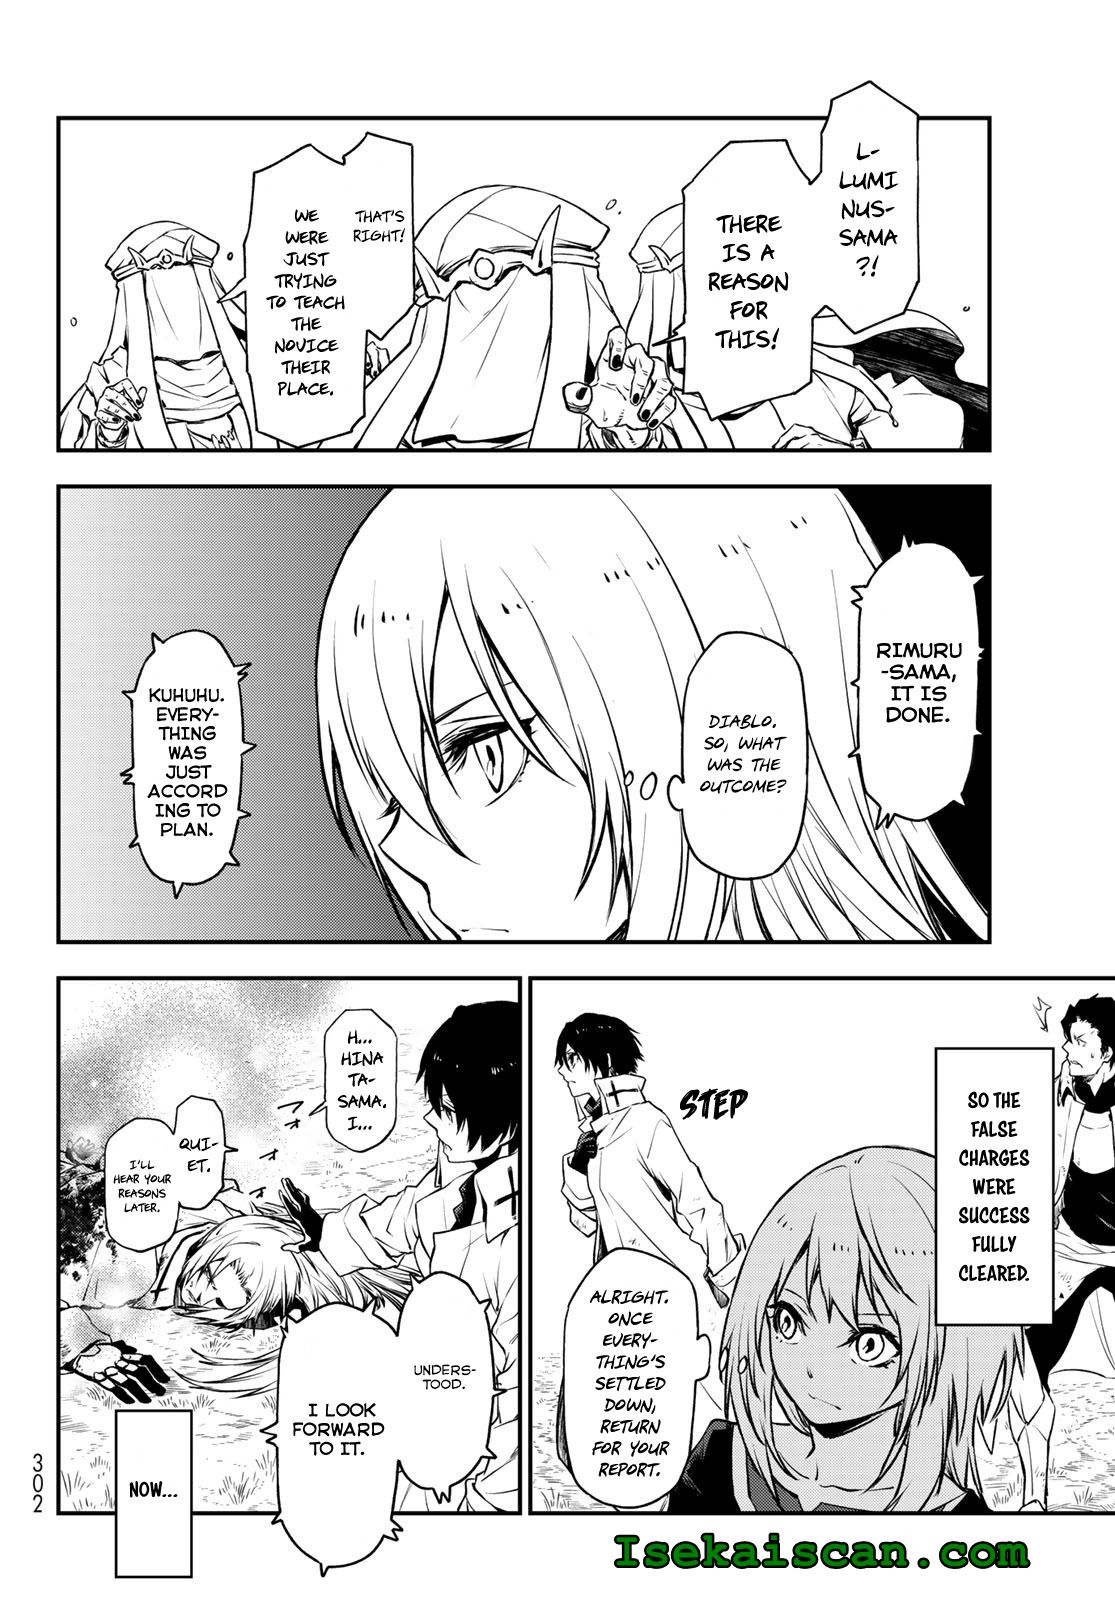 L-
LUMI
NUS-
SAMA
?!
THERE
IS A
REASON
FOR
THIS!
THAT'S
RIGHT!
WE
WERE
JUST
TRYING
TO TEACH
THE
NOVICE
THEIR
PLACE.
RIMURU
-SAMA,
IT IS
DONE.
DIABLO.
SO, WHAT
WAS THE
OUTCOME?
KUHUHU.
EVERY-
THING
WAS
JUST
ACCORD
ING TO
PLAN.
SO THE
FALSE
CHARGES
WERE
SUCCESS
FULLY
CLEARED.
STEP
ALRIGHT.
ONCE
EVERY-
THING'S
SETTLED
DOWN,
RETURN
FOR YOUR
REPORT.
H...
HINA
TA-
SAMA.
I...
QUI-
ET.
I'LL
HEAR YOUR
REASONS
LATER.
UNDERS-
TOOD.
I LOOK
FORWARD
TO IT.
NOW...
302
Isekaiscan.com